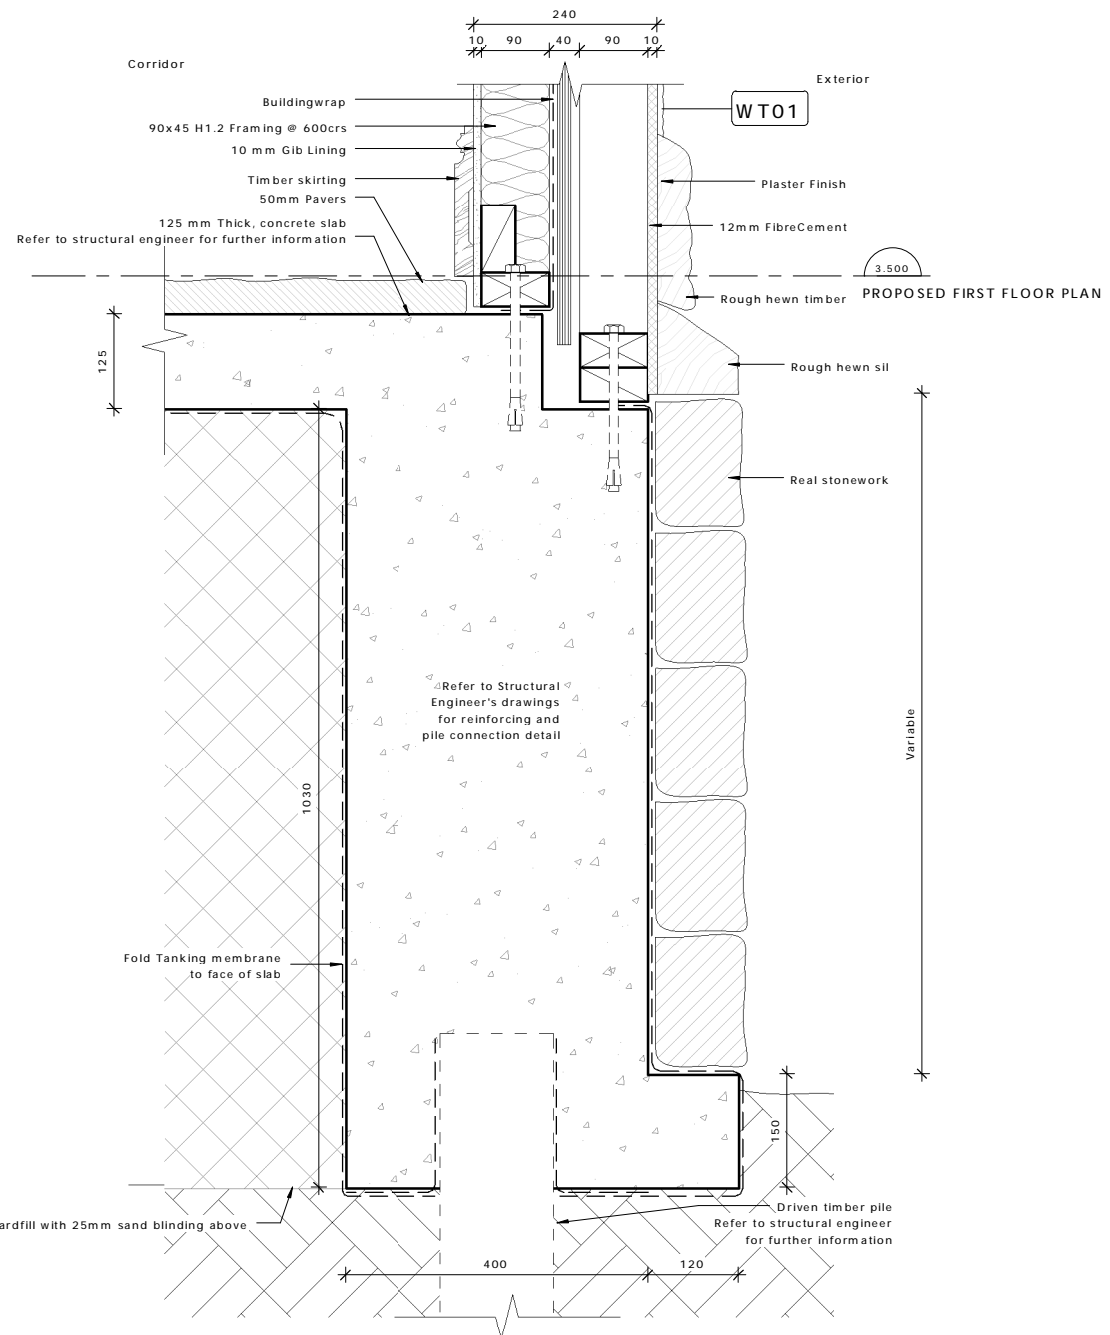 240
10 90 40 90 10
Corridor
Exterior
WT01
Buildingwrap
90x45 H1.2 Framing @ 600crs
10 mm Gib Lining
Timber skirting
50mm Pavers
125 mm Thick, concrete slab
Refer to structural engineer for further information
Plaster Finish
12mm FibreCement
3.500
PROPOSED FIRST FLOOR PLAN
Rough hewn timber
Rough hewn sil
125
Real stonework
Refer to Structural
Engineer's drawings
for reinforcing and
pile connection detail
Variable
1030
Fold Tanking membrane
to face of slab
150
ardfill with 25mm sand blinding above
Driven timber pile
Refer to structural engineer
for further information
400
120